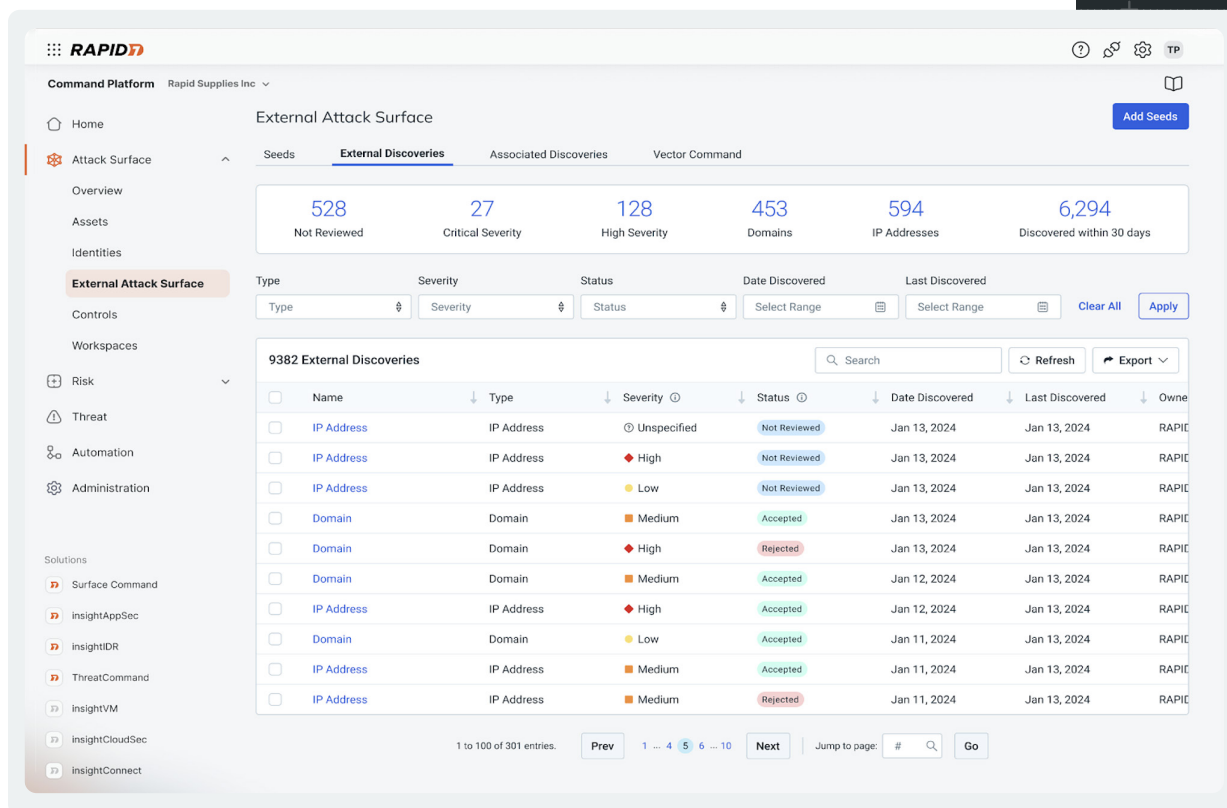 RAPID7
TP
Command Platform Rapid Supplies Inc
Home
Attack Surface
Overview
Assets
Identities
External Attack Surface
Controls
Workspaces
Risk
Threat
Automation
Administration
Solutions
Surface Command
insightAppSec
insightIDR
ThreatCommand
insightVM
insightCloudSec
insightConnect
External Attack Surface
Add Seeds
Seeds External Discoveries Associated Discoveries Vector Command
528 27 128 453 594 6,294
Not Reviewed Critical Severity High Severity Domains IP Addresses Discovered within 30 days
Type Severity Status Date Discovered Last Discovered
Type Severity Status Select Range Select Range Clear All Apply
9382 External Discoveries Search Refresh Export
Name Type Severity Status Date Discovered Last Discovered Owne
IP Address IP Address Unspecified Not Reviewed Jan 13, 2024 Jan 13, 2024 RAPID
IP Address IP Address High Not Reviewed Jan 13, 2024 Jan 13, 2024 RAPID
IP Address IP Address Low Not Reviewed Jan 13, 2024 Jan 13, 2024 RAPID
Domain Domain Medium Accepted Jan 13, 2024 Jan 13, 2024 RAPID
Domain Domain High Rejected Jan 13, 2024 Jan 13, 2024 RAPID
Domain Domain Medium Accepted Jan 12, 2024 Jan 13, 2024 RAPID
IP Address IP Address High Accepted Jan 12, 2024 Jan 13, 2024 RAPID
Domain Domain Low Accepted Jan 11, 2024 Jan 13, 2024 RAPID
IP Address IP Address Medium Accepted Jan 11, 2024 Jan 13, 2024 RAPID
IP Address IP Address Medium Rejected Jan 11, 2024 Jan 13, 2024 RAPID
1 to 100 of 301 entries. Prev 1 ... 4 5 6 ... 10 Next Jump to page: # Go